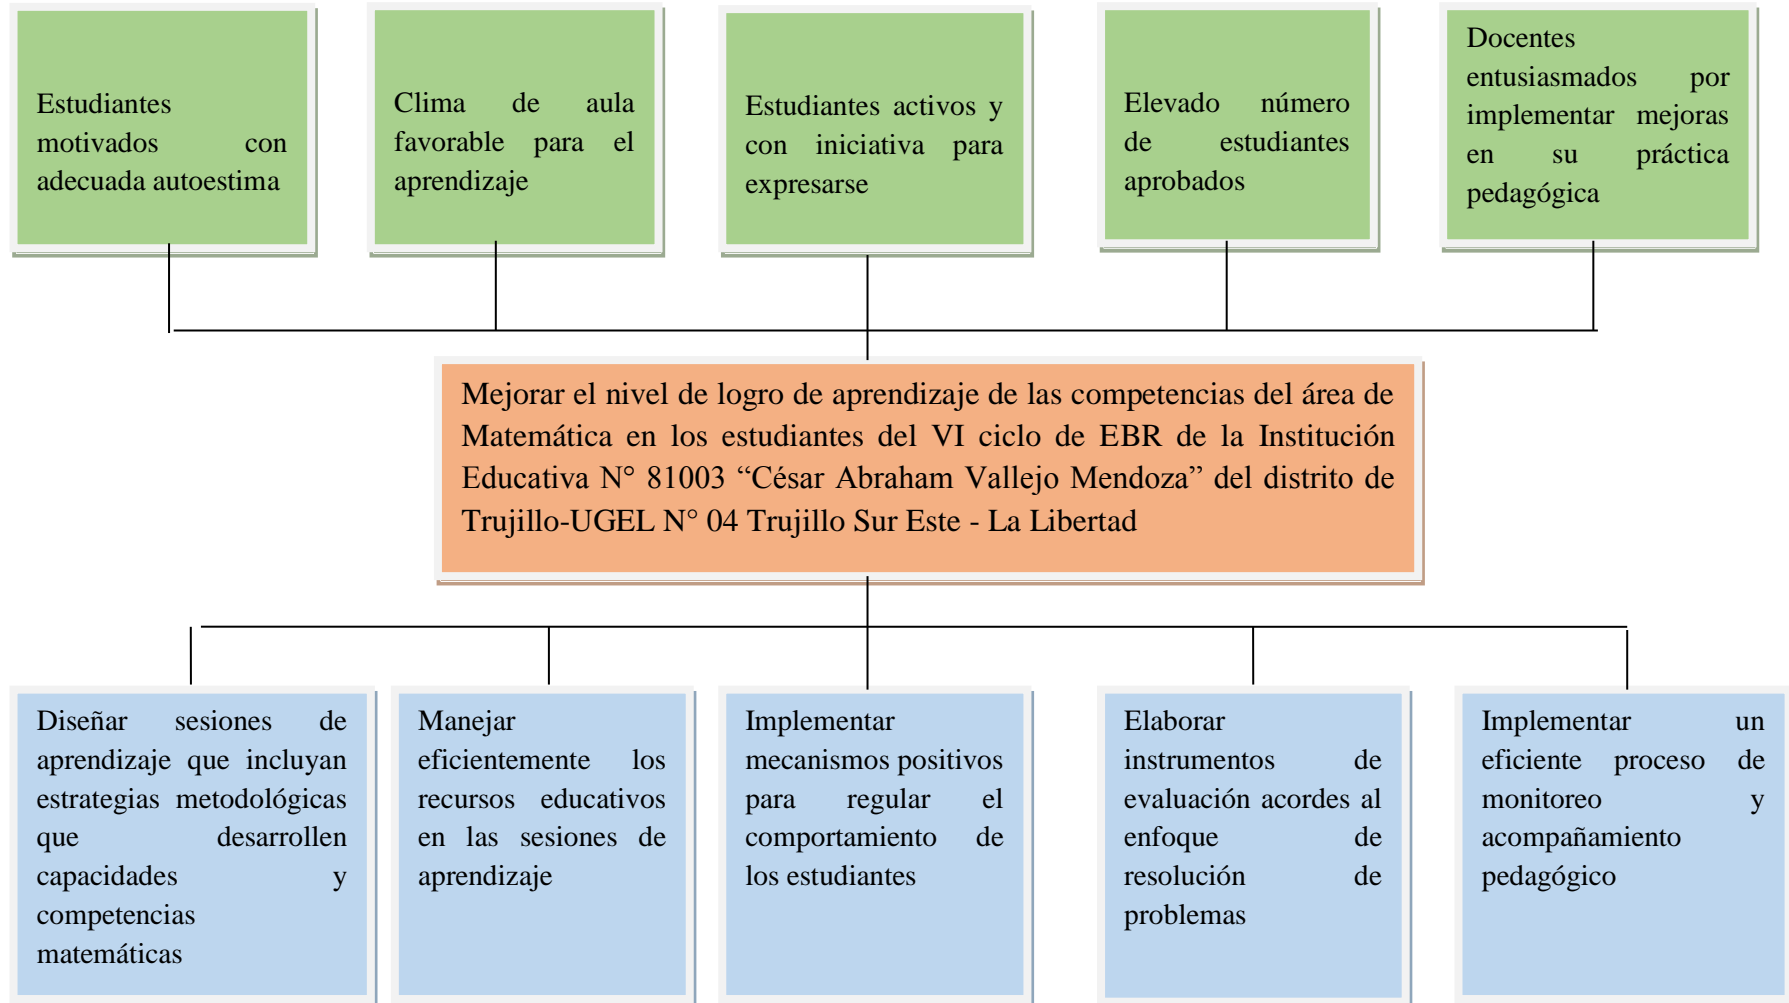 Estudiantes
motivados con
adecuada autoestima
Clima de aula
favorable para el
aprendizaje
Estudiantes activos y
con iniciativa para
expresarse
Elevado número
de estudiantes
aprobados
Docentes
entusiasmados por
implementar mejoras
en su práctica
pedagógica
Mejorar el nivel de logro de aprendizaje de las competencias del área de
Matemática en los estudiantes del VI ciclo de EBR de la Institución
Educativa N° 81003 “César Abraham Vallejo Mendoza” del distrito de
Trujillo-UGEL N° 04 Trujillo Sur Este - La Libertad
Diseñar sesiones de
aprendizaje que incluyan
estrategias metodológicas
que desarrollen
capacidades y
competencias
matemáticas
Manejar
eficientemente los
recursos educativos
en las sesiones de
aprendizaje
Implementar
mecanismos positivos
para regular el
comportamiento de
los estudiantes
Elaborar
instrumentos de
evaluación acordes al
enfoque de
resolución de
problemas
Implementar un
eficiente proceso de
monitoreo y
acompañamiento
pedagógico